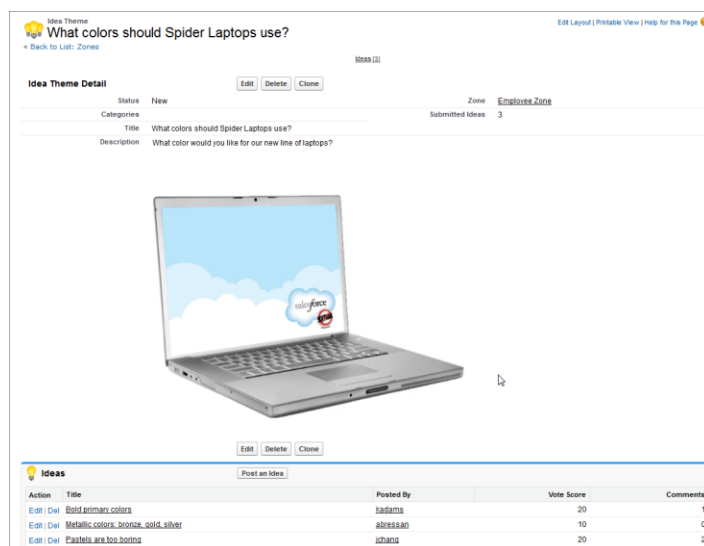 Idea Theme
What colors should Spider Laptops use?
Edit Layout | Printable View | Help for this Page
« Back to List: Zones
Ideas [3]
Idea Theme Detail
Edit Delete Clone
Status New Zone Employee Zone
Categories Submitted Ideas 3
Title What colors should Spider Laptops use?
Description What color would you like for our new line of laptops?
salesforce
Edit Delete Clone
Ideas Post an Idea
Action Title Posted By Vote Score Comments
Edit | Del Bold primary colors kadams 20 1
Edit | Del Metallic colors: bronze, gold, silver abressan 10 0
Edit | Del Pastels are too boring jchang 20 2